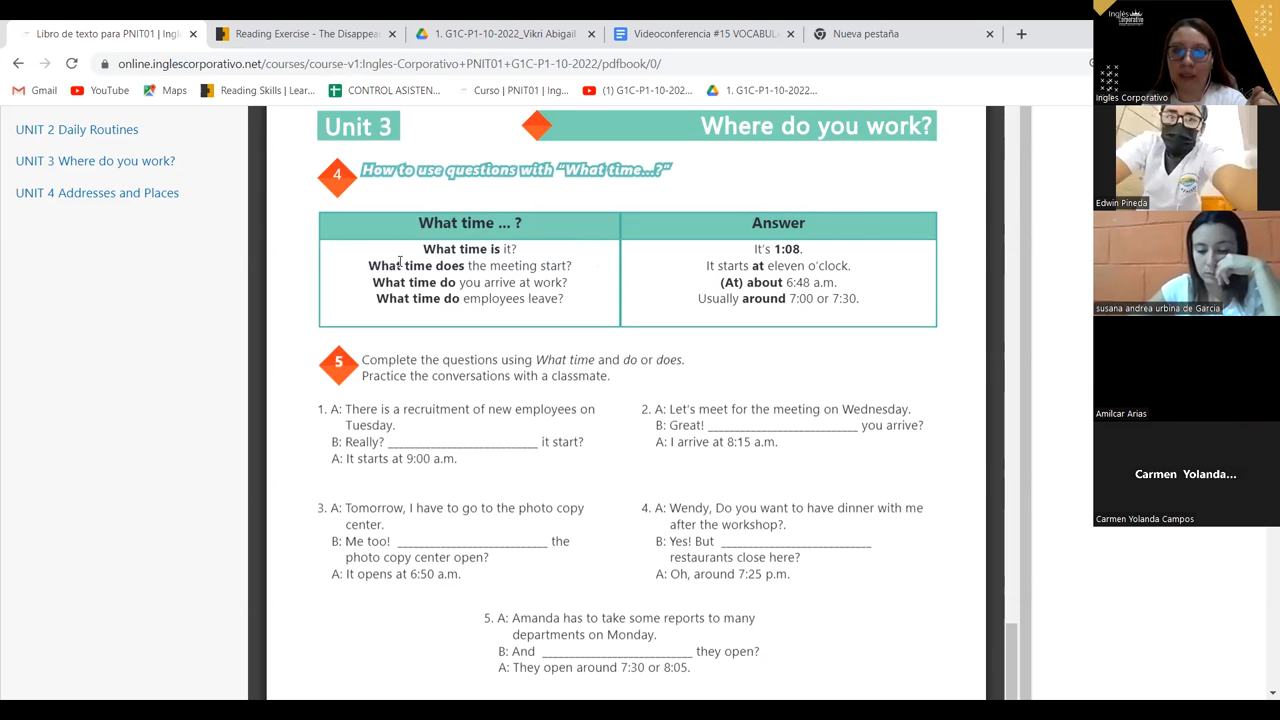 Libro de texto para PNIT01 | Ingl
Reading Exercise - The Disappea
1. G1C-P1-10-2022_Vikri Abigail
Videoconferencia #15 VOCABUL
Nueva pestaña
online.inglescorporativo.net/courses/course-v1:Ingles-Corporativo+PNIT01+G1C-P1-10-2022/pdfbook/0/
Gmail
YouTube
Maps
Reading Skills | Lear...
CONTROL ASISTEN...
Curso | PNIT01 | Ing...
(1) G1C-P1-10-202...
1. G1C-P1-10-2022...
UNIT 2 Daily Routines
UNIT 3 Where do you work?
UNIT 4 Addresses and Places
Unit 3
Where do you work?
4
How to use questions with “What time...?”
What time ... ?
Answer
What time is it?
It's 1:08.
What time does the meeting start?
It starts at eleven o'clock.
What time do you arrive at work?
(At) about 6:48 a.m.
What time do employees leave?
Usually around 7:00 or 7:30.
5
Complete the questions using What time and do or does.
Practice the conversations with a classmate.
1. A: There is a recruitment of new employees on
Tuesday.
B: Really? __________________________ it start?
A: It starts at 9:00 a.m.
2. A: Let's meet for the meeting on Wednesday.
B: Great! __________________________ you arrive?
A: I arrive at 8:15 a.m.
3. A: Tomorrow, I have to go to the photo copy
center.
B: Me too! __________________________ the
photo copy center open?
A: It opens at 6:50 a.m.
4. A: Wendy, Do you want to have dinner with me
after the workshop?.
B: Yes! But __________________________
restaurants close here?
A: Oh, around 7:25 p.m.
5. A: Amanda has to take some reports to many
departments on Monday.
B: And __________________________ they open?
A: They open around 7:30 or 8:05.
Inglés
Corporativo
Ingles Corporativo
Edwin Pineda
susana andrea urbina de Garcia
Amilcar Arias
Carmen Yolanda...
Carmen Yolanda Campos